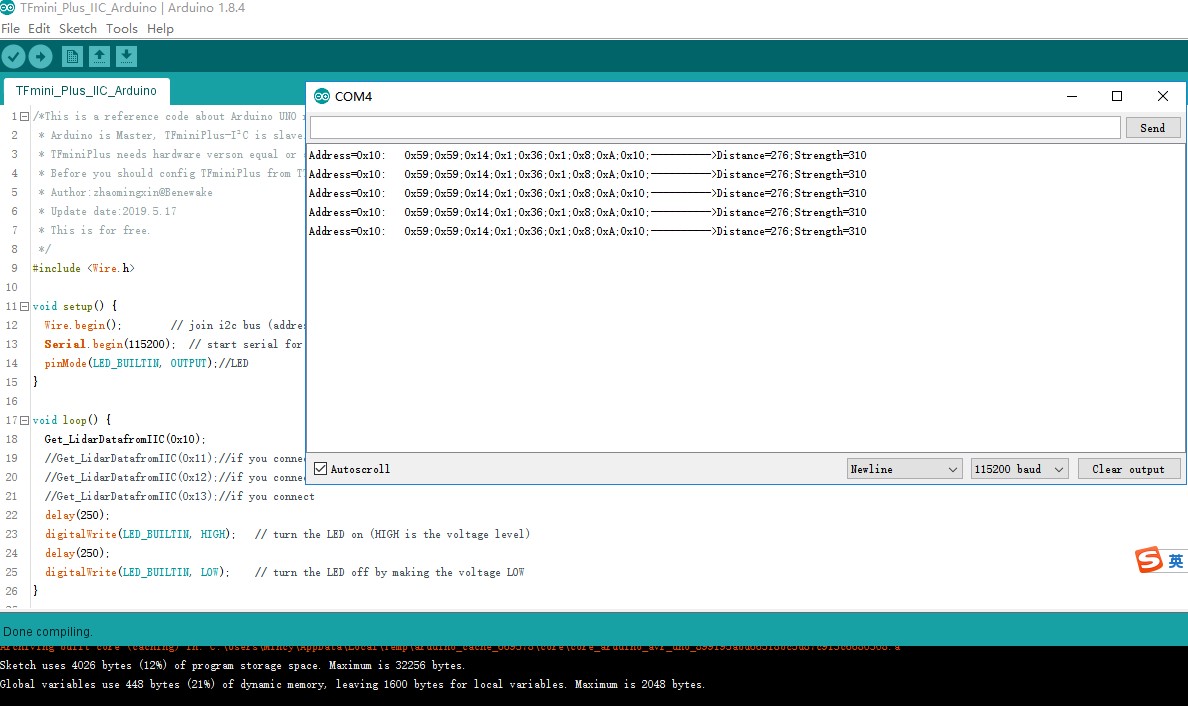 TFmini_Plus_IIC_Arduino | Arduino 1.8.4
File Edit Sketch Tools Help
TFmini_Plus_IIC_Arduino
1 /*This is a reference code about Arduino UNO
2 * Arduino is Master, TFminiPlus-I²C is slave.
3 * TFminiPlus needs hardware verson equal or
4 * Before you should config TFminiPlus from
5 * Author:zhaomingxin@Benewake
6 * Update date:2019.5.17
7 * This is for free.
8 */
9 #include <Wire.h>
10
11 void setup() {
12 Wire.begin(); // join i2c bus
13 Serial.begin(115200); // start serial for
14 pinMode(LED_BUILTIN, OUTPUT);//LED
15 }
16
17 void loop() {
18 Get_LidarDatafromIIC(0x10);
19 //Get_LidarDatafromIIC(0x11);//if you connec
20 //Get_LidarDatafromIIC(0x12);//if you connec
21 //Get_LidarDatafromIIC(0x13);//if you connect
22 delay(250);
23 digitalWrite(LED_BUILTIN, HIGH); // turn the LED on (HIGH is the voltage level)
24 delay(250);
25 digitalWrite(LED_BUILTIN, LOW); // turn the LED off by making the voltage LOW
26 }
COM4
Send
Address=0x10: 0x59;0x59;0x14;0x1;0x36;0x1;0x8;0xA;0x10;—————>Distance=276;Strength=310
Address=0x10: 0x59;0x59;0x14;0x1;0x36;0x1;0x8;0xA;0x10;—————>Distance=276;Strength=310
Address=0x10: 0x59;0x59;0x14;0x1;0x36;0x1;0x8;0xA;0x10;—————>Distance=276;Strength=310
Address=0x10: 0x59;0x59;0x14;0x1;0x36;0x1;0x8;0xA;0x10;—————>Distance=276;Strength=310
Address=0x10: 0x59;0x59;0x14;0x1;0x36;0x1;0x8;0xA;0x10;—————>Distance=276;Strength=310
Autoscroll Newline 115200 baud Clear output
S 英
Done compiling.
Archiving built core (caching) in:
Sketch uses 4026 bytes (12%) of program storage space. Maximum is 32256 bytes.
Global variables use 448 bytes (21%) of dynamic memory, leaving 1600 bytes for local variables. Maximum is 2048 bytes.